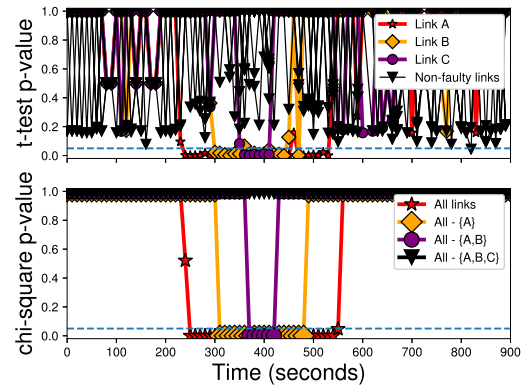 t-test p-value
1.0
0.8
0.6
0.4
0.2
0.0
Link A
Link B
Link C
Non-faulty links
chi-square p-value
1.0
0.8
0.6
0.4
0.2
0.0
All links
All - {A}
All - {A,B}
All - {A,B,C}
0 100 200 300 400 500 600 700 800 900
Time (seconds)